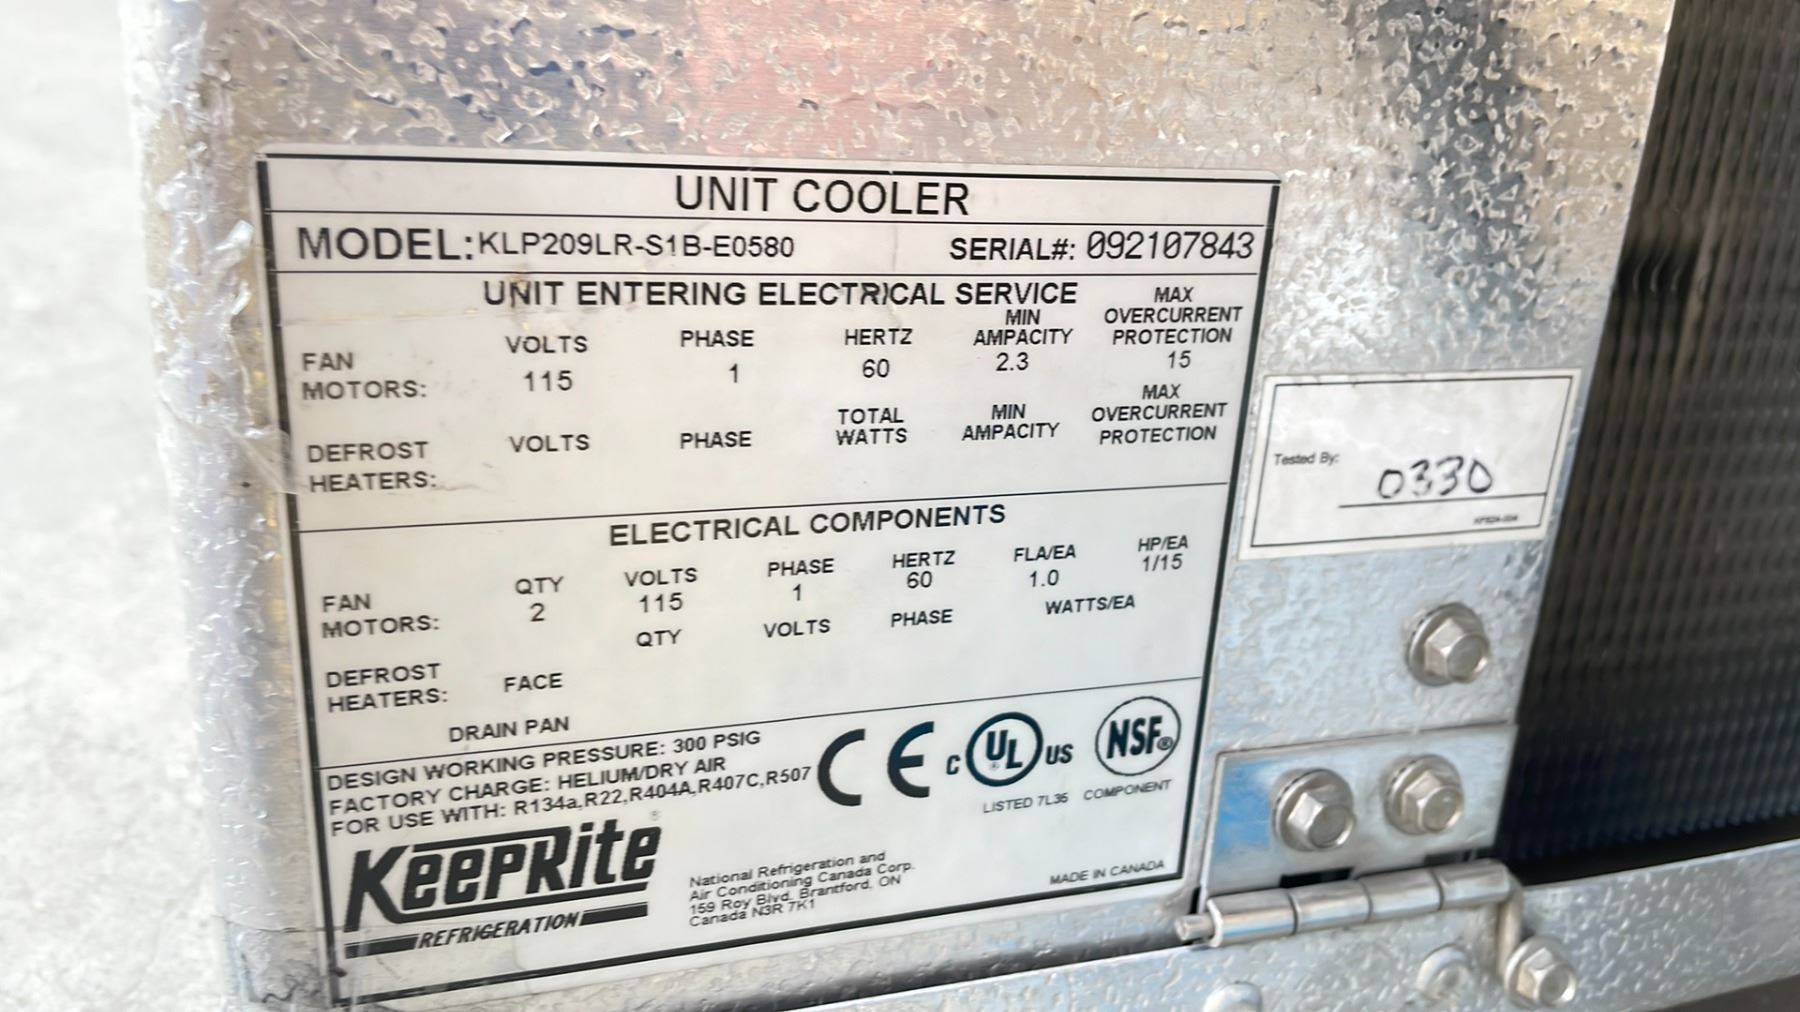 UNIT COOLER
MODEL: KLP209LR-S1B-E0580 SERIAL#: 092107843
UNIT ENTERING ELECTRICAL SERVICE
FAN MOTORS: VOLTS PHASE HERTZ MIN AMPACITY MAX OVERCURRENT PROTECTION
115 1 60 2.3 15
DEFROST HEATERS: VOLTS PHASE TOTAL WATTS MIN AMPACITY MAX OVERCURRENT PROTECTION
ELECTRICAL COMPONENTS
FAN MOTORS: QTY VOLTS PHASE HERTZ FLA/EA HP/EA
2 115 1 60 1.0 1/15
QTY VOLTS PHASE WATTS/EA
DEFROST HEATERS: FACE
DRAIN PAN
DESIGN WORKING PRESSURE: 300 PSIG
FACTORY CHARGE: HELIUM/DRY AIR
FOR USE WITH: R134a,R22,R404A,R407C,R507
CE
C UL® US
LISTED 7L35
NSF®
COMPONENT
KeepRite®
REFRIGERATION
National Refrigeration and
Air Conditioning Canada Corp.
159 Roy Blvd. Brantford, ON
Canada N3R 7K1
MADE IN CANADA
Tested By: 0330